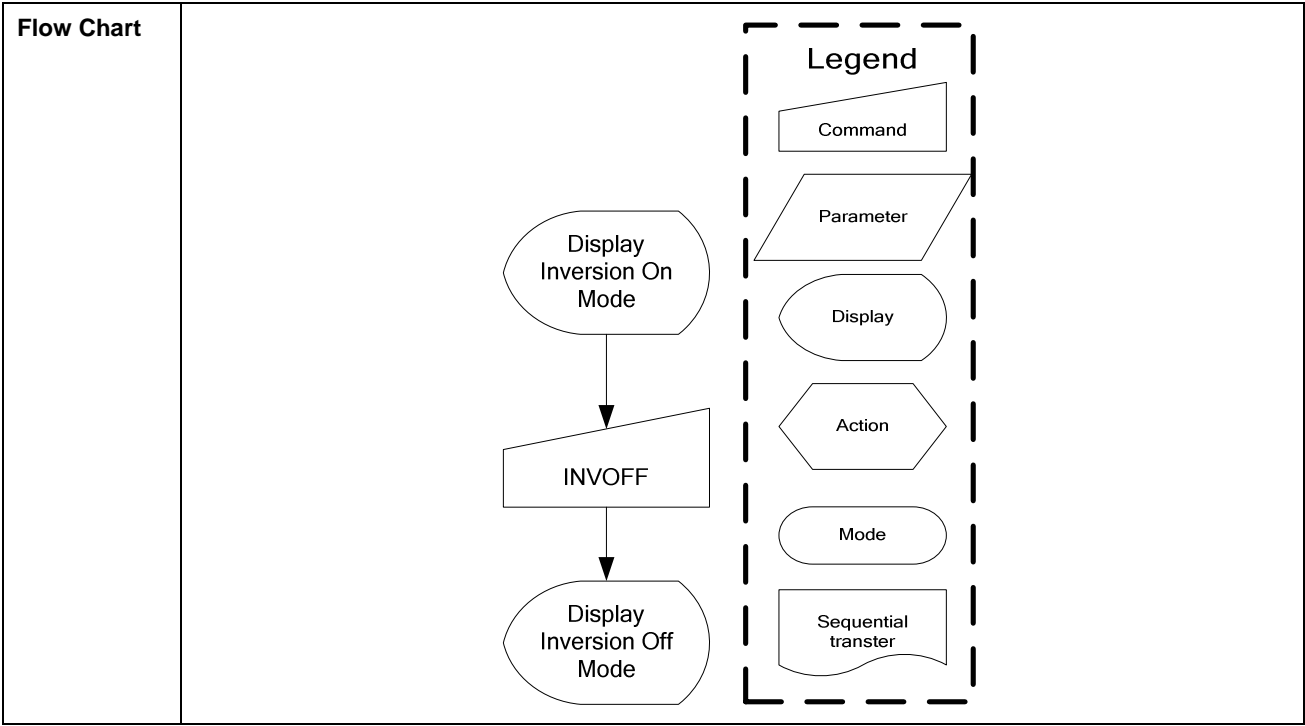 Flow Chart
Display
Inversion On
Mode
INVOFF
Display
Inversion Off
Mode
Legend
Command
Parameter
Display
Action
Mode
Sequential
transter